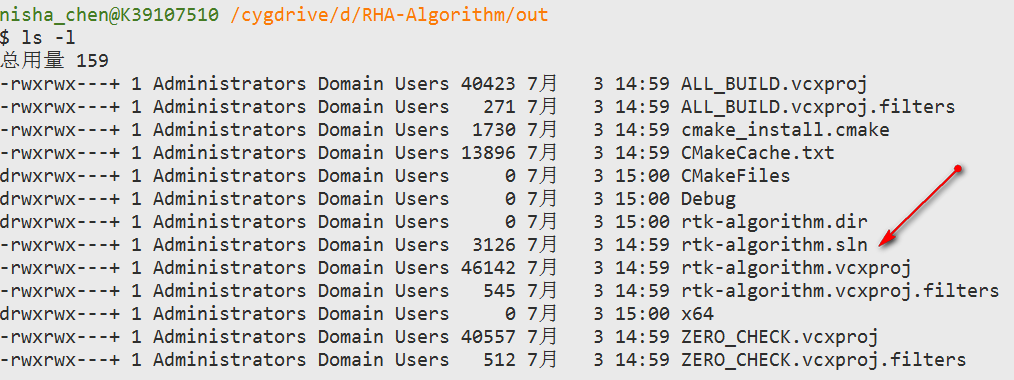 nisha_chen@K39107510 /cygdrive/d/RHA-Algorithm/out
$ ls -l
总用量 159
-rwxrwx---+ 1 Administrators Domain Users 40423 7月   3 14:59 ALL_BUILD.vcxproj
-rwxrwx---+ 1 Administrators Domain Users   271 7月   3 14:59 ALL_BUILD.vcxproj.filters
-rwxrwx---+ 1 Administrators Domain Users  1730 7月   3 14:59 cmake_install.cmake
-rwxrwx---+ 1 Administrators Domain Users 13896 7月   3 14:59 CMakeCache.txt
drwxrwx---+ 1 Administrators Domain Users     0 7月   3 15:00 CMakeFiles
drwxrwx---+ 1 Administrators Domain Users     0 7月   3 15:00 Debug
drwxrwx---+ 1 Administrators Domain Users     0 7月   3 15:00 rtk-algorithm.dir
-rwxrwx---+ 1 Administrators Domain Users  3126 7月   3 14:59 rtk-algorithm.sln
-rwxrwx---+ 1 Administrators Domain Users 46142 7月   3 14:59 rtk-algorithm.vcxproj
-rwxrwx---+ 1 Administrators Domain Users   545 7月   3 14:59 rtk-algorithm.vcxproj.filters
drwxrwx---+ 1 Administrators Domain Users     0 7月   3 15:00 x64
-rwxrwx---+ 1 Administrators Domain Users 40557 7月   3 14:59 ZERO_CHECK.vcxproj
-rwxrwx---+ 1 Administrators Domain Users   512 7月   3 14:59 ZERO_CHECK.vcxproj.filters